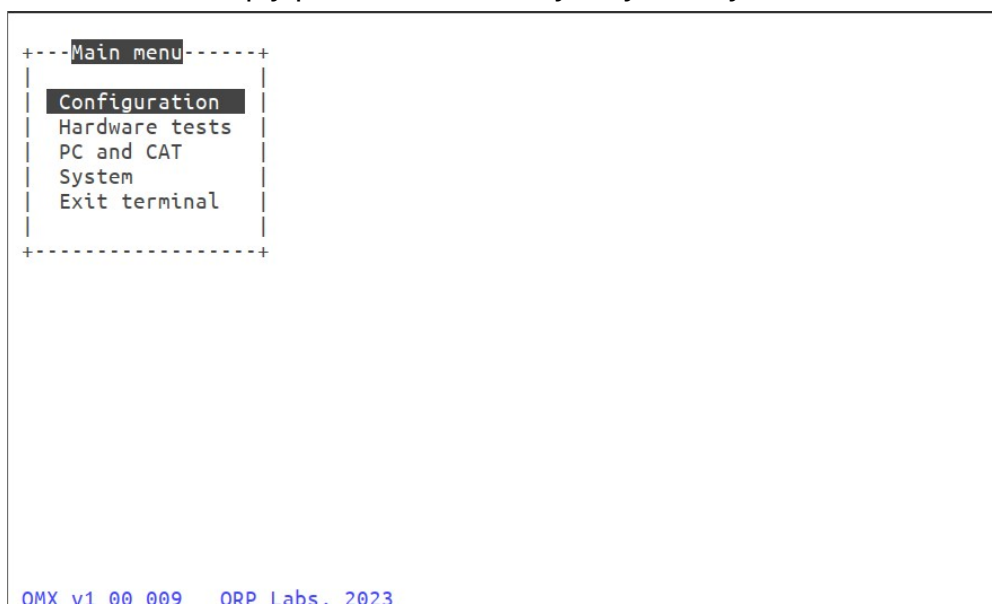 Main menu
Configuration
Hardware tests
PC and CAT
System
Exit terminal
QMX v1_00_009 QRP Labs, 2023